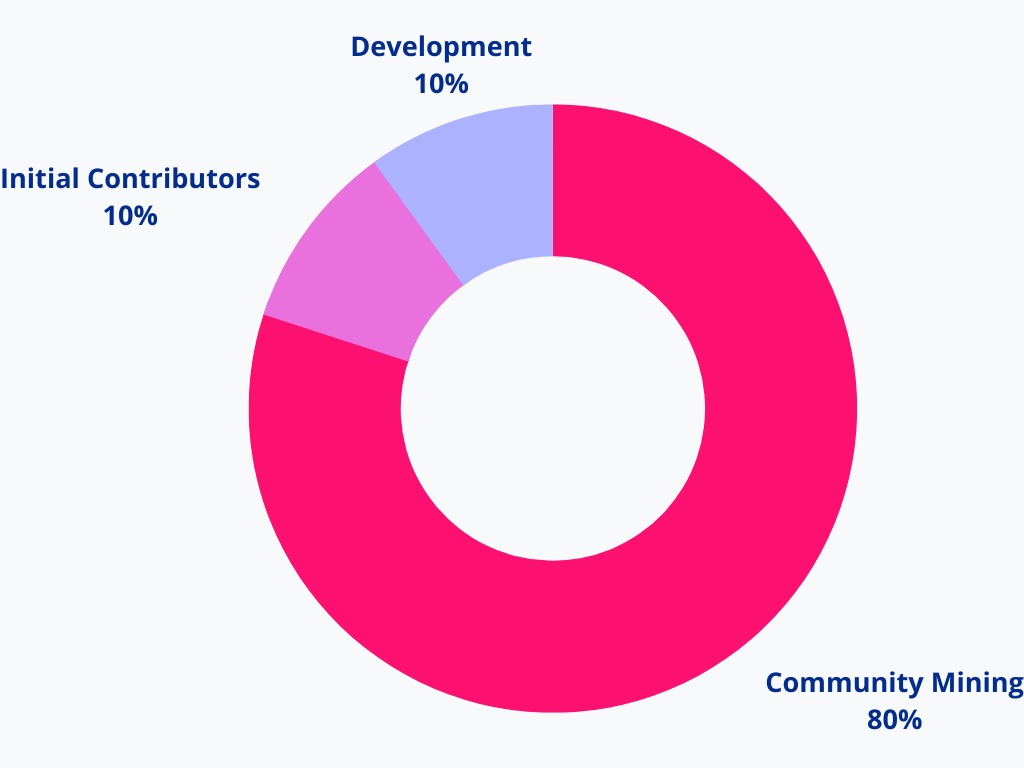 Development
10%
Initial Contributors
10%
Community Mining
80%